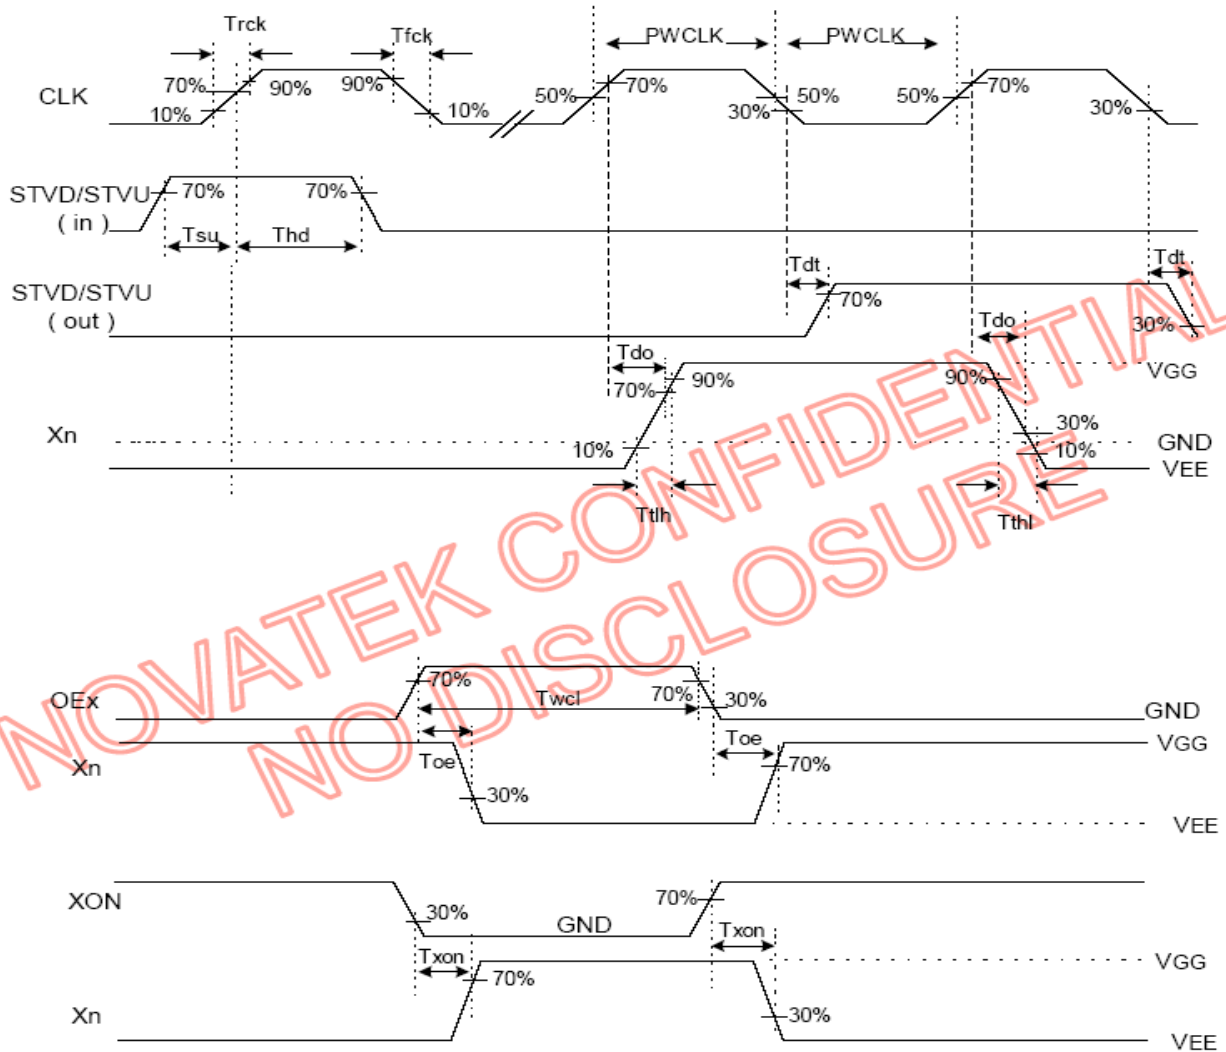 Trck
Tfck
PWCLK
PWCLK
CLK
70%
10%
90%
90%
10%
50%
70%
30%
50%
50%
70%
30%
STVD/STVU
( in )
70%
70%
Tsu
Thd
STVD/STVU
( out )
Tdt
70%
Tdt
30%
Tdo
70%
90%
Tdo
90%
VGG
Xn
10%
30%
10%
GND
VEE
Ttlh
Tthl
NOVATEK CONFIDENTIAL
NO DISCLOSURE
OEx
70%
Twcl
70%
30%
GND
Xn
Toe
30%
Toe
70%
VGG
VEE
XON
30%
GND
70%
Txon
Txon
VGG
Xn
70%
30%
VEE